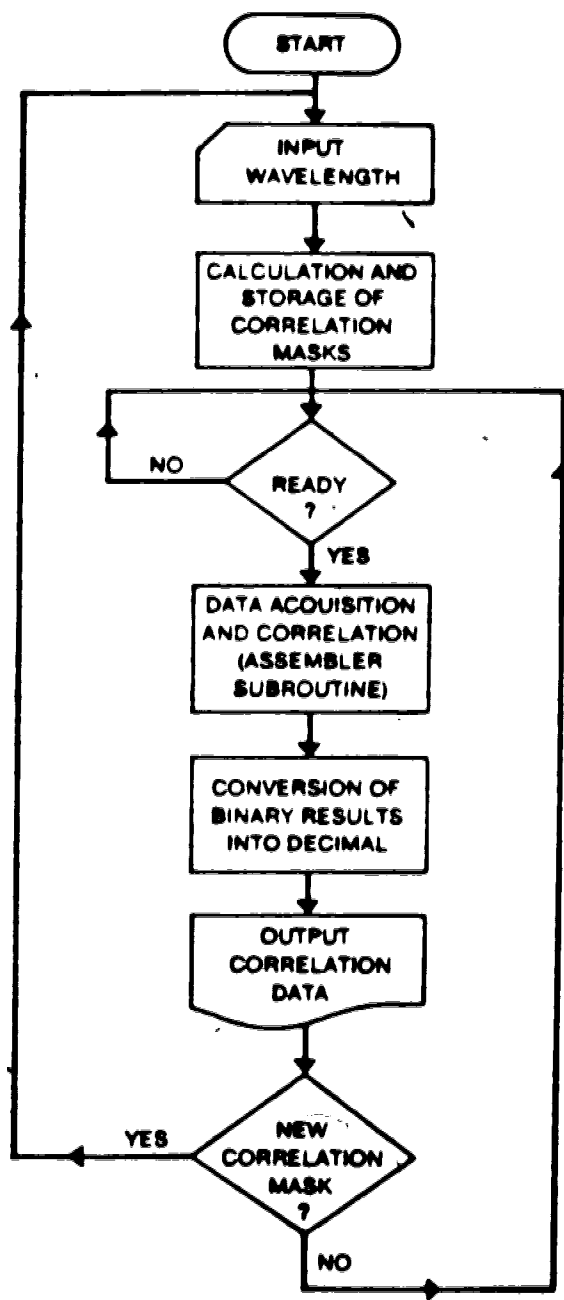 START
INPUT
WAVELENGTH
CALCULATION AND
STORAGE OF
CORRELATION
MASKS
NO
READY
?
YES
DATA ACQUISITION
AND CORRELATION
(ASSEMBLER
SUBROUTINE)
CONVERSION OF
BINARY RESULTS
INTO DECIMAL
OUTPUT
CORRELATION
DATA
YES
NEW
CORRELATION
MASK
?
NO